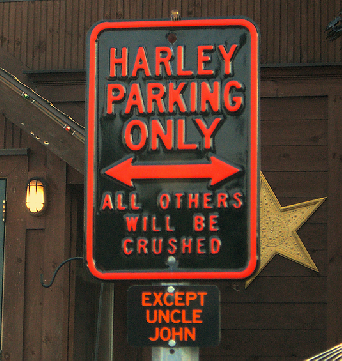 HARLEY
PARKING
ONLY
ALL OTHERS
WILL BE
CRUSHED
EXCEPT
UNCLE
JOHN